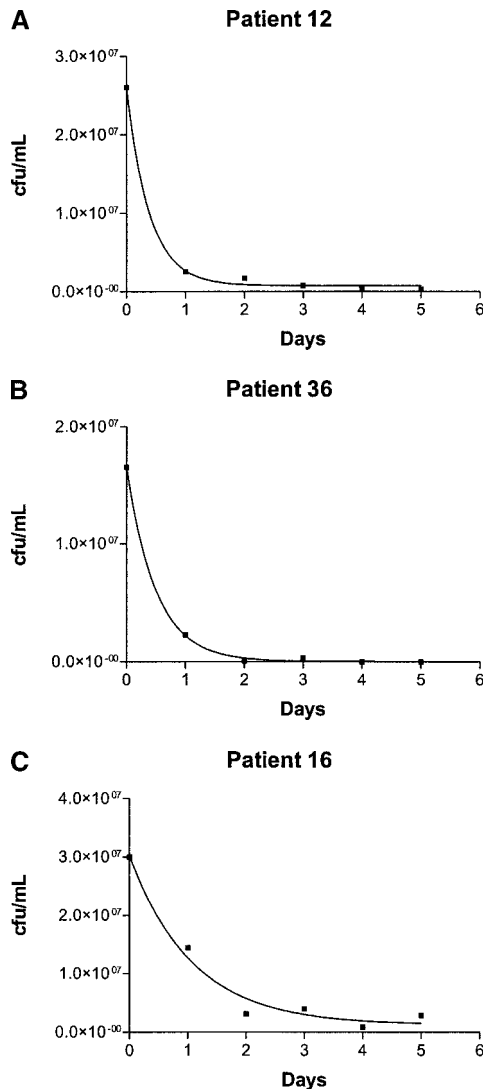 A Patient 12
3.0×10⁰⁷
2.0×10⁰⁷
1.0×10⁰⁷
0.0×10⁻⁰⁰
cfu/mL
0 1 2 3 4 5 6
Days
B Patient 36
2.0×10⁰⁷
1.0×10⁰⁷
0.0×10⁻⁰⁰
cfu/mL
0 1 2 3 4 5 6
Days
C Patient 16
4.0×10⁰⁷
3.0×10⁰⁷
2.0×10⁰⁷
1.0×10⁰⁷
0.0×10⁻⁰⁰
cfu/mL
0 1 2 3 4 5 6
Days